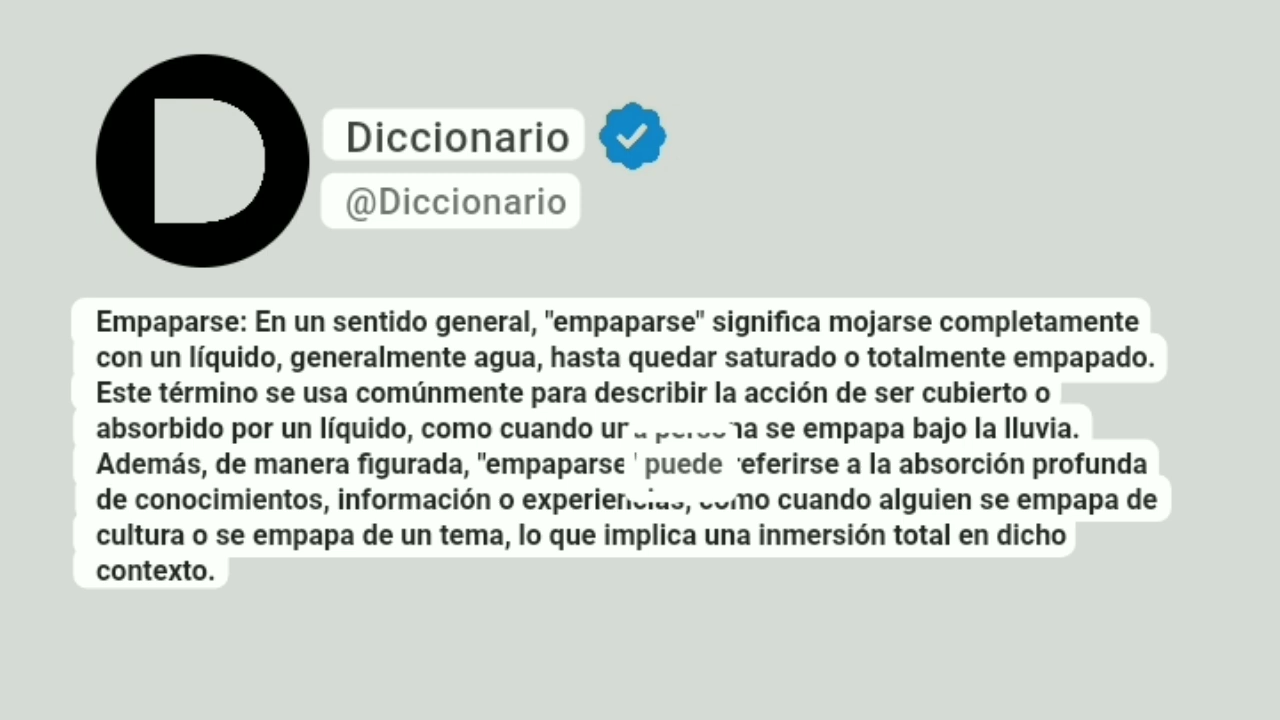 D
Diccionario
@Diccionario
Empaparse: En un sentido general, "empaparse" significa mojarse completamente
con un líquido, generalmente agua, hasta quedar saturado o totalmente empapado.
Este término se usa comúnmente para describir la acción de ser cubierto o
absorbido por un líquido, como cuando una persona se empapa bajo la lluvia.
Además, de manera figurada, "empaparse" puede referirse a la absorción profunda
de conocimientos, información o experiencias, como cuando alguien se empapa de
cultura o se empapa de un tema, lo que implica una inmersión total en dicho
contexto.